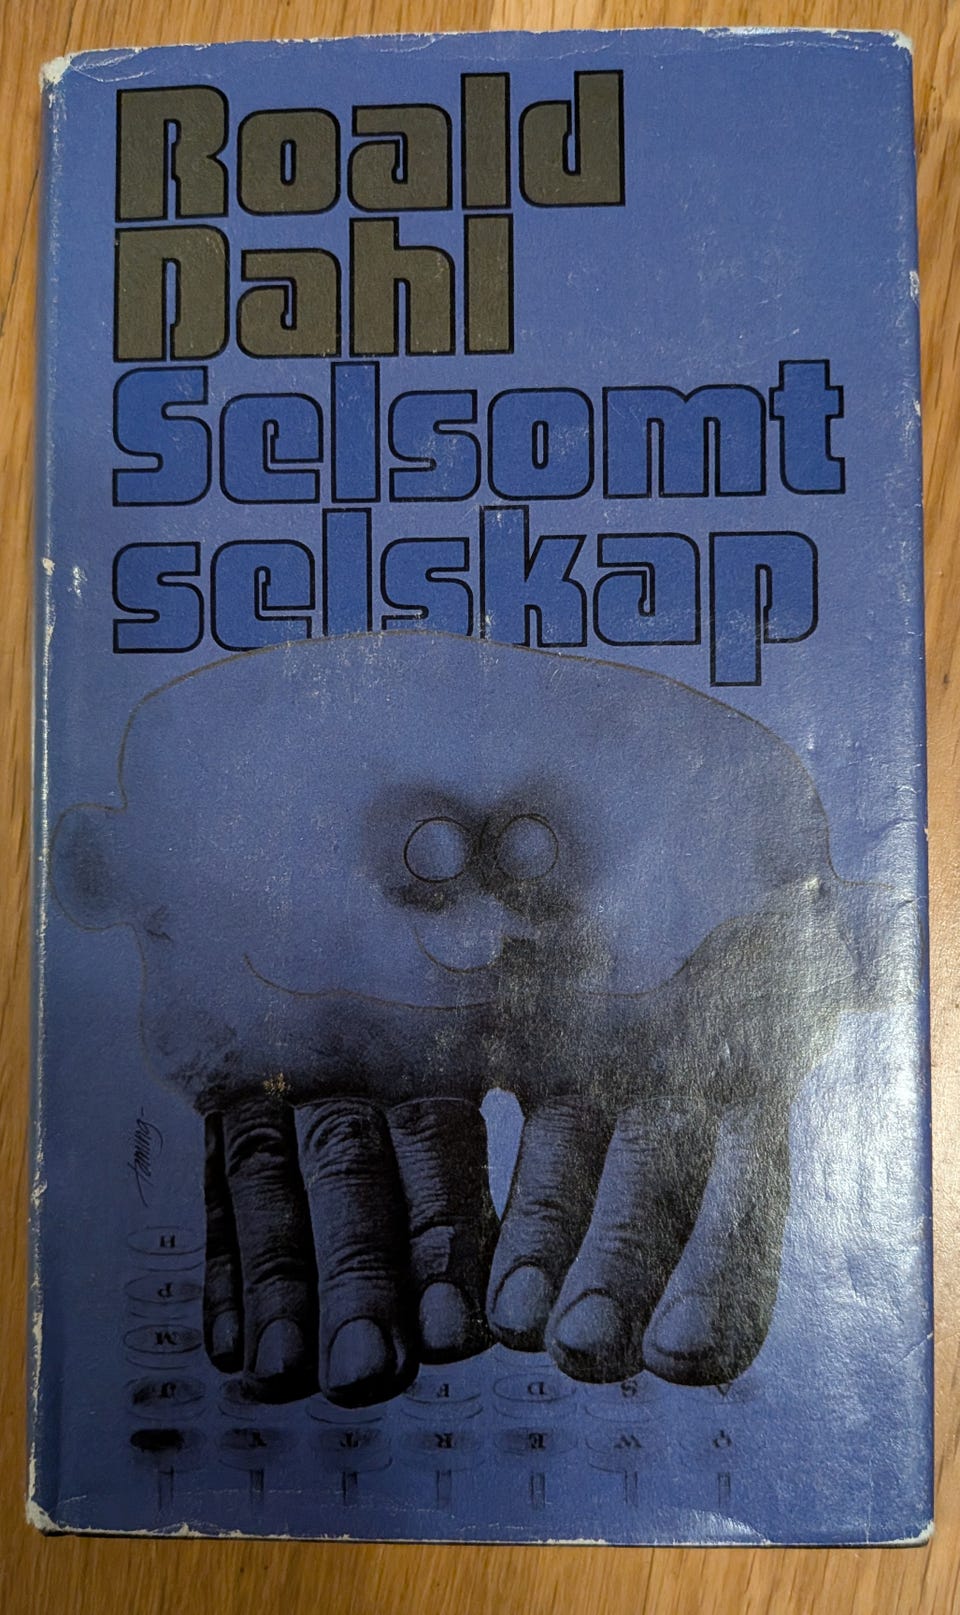 Roald
Dahl
Selsomt
selskap
H
P
M
J F D S A
Y T R E W Q